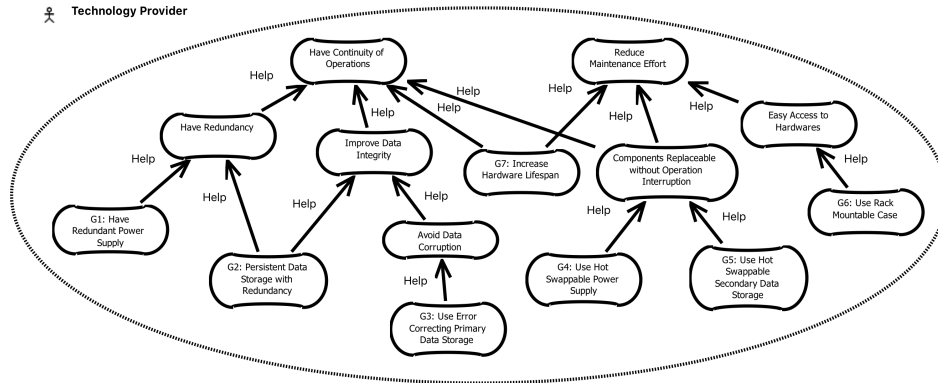 Technology Provider
Have Continuity of
Operations
Reduce
Maintenance Effort
Help
Help
Help
Help
Help
Help
Help
Help
Have Redundancy
Improve Data
Integrity
Easy Access to
Hardwares
G7: Increase
Hardware Lifespan
Components Replaceable
without Operation
Interruption
Help
Help
Help
Help
Help
Help
Help
G1: Have
Redundant Power
Supply
Avoid Data
Corruption
G6: Use Rack
Mountable Case
G2: Persistent Data
Storage with
Redundancy
Help
G4: Use Hot
Swappable Power
Supply
G5: Use Hot
Swappable
Secondary Data
Storage
G3: Use Error
Correcting Primary
Data Storage